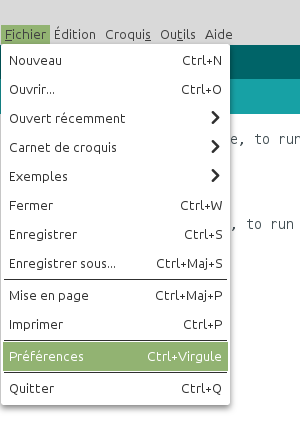 Fichier Édition Croquis Outils Aide
Nouveau Ctrl+N
Ouvrir... Ctrl+O
Ouvert récemment
Carnet de croquis
e, to run
Exemples
Fermer Ctrl+W
Enregistrer Ctrl+S
, to run
Enregistrer sous... Ctrl+Maj+S
Mise en page Ctrl+Maj+P
Imprimer Ctrl+P
Préférences Ctrl+Virgule
Quitter Ctrl+Q